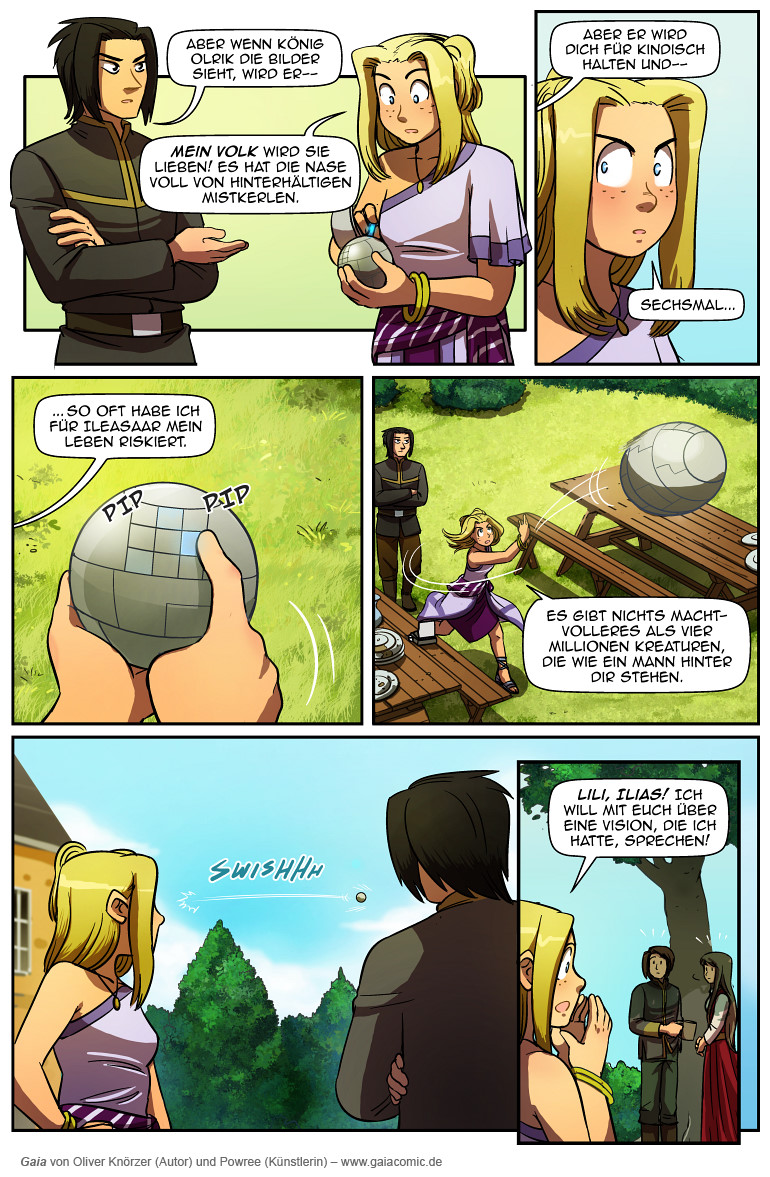 ABER WENN KÖNIG
OLRIK DIE BILDER
SIEHT, WIRD ER--
MEIN VOLK WIRD SIE
LIEBEN! ES HAT DIE NASE
VOLL VON HINTERHÄLTIGEN
MISTKERLEN.
ABER ER WIRD
DICH FÜR KINDISCH
HALTEN UND--
SECHSMAL...
...SO OFT HABE ICH
FÜR ILEASAAR MEIN
LEBEN RISKIERT.
PIP
PIP
ES GIBT NICHTS MACHT-
VOLLERES ALS VIER
MILLIONEN KREATUREN,
DIE WIE EIN MANN HINTER
DIR STEHEN.
SWISHHH
LILI, ILIAS! ICH
WILL MIT EUCH ÜBER
EINE VISION, DIE ICH
HATTE, SPRECHEN!
Gaia von Oliver Knörzer (Autor) und Powree (Künstlerin) – www.gaiacomic.de